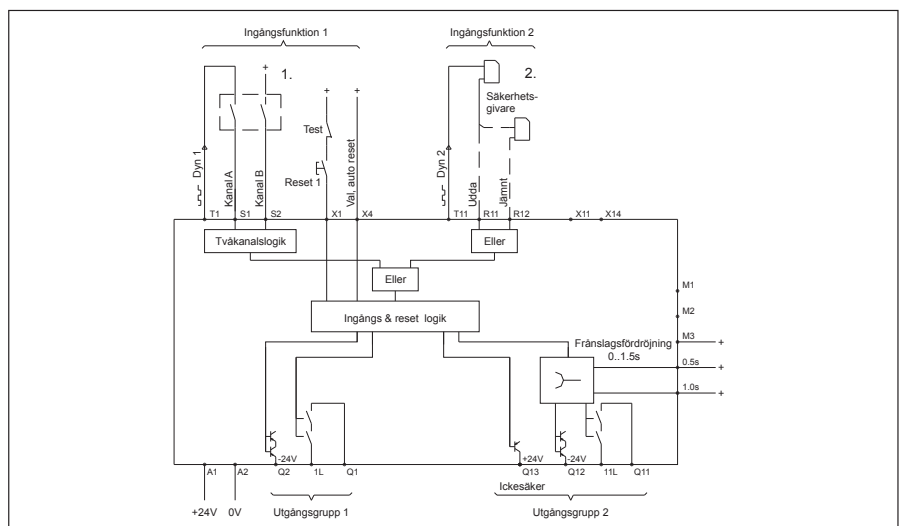 Ingångsfunktion 1
Ingångsfunktion 2
+
1.
2.
Säkerhets-
givare
+
+
Test
Reset 1
Dyn 1
Kanal A
Kanal B
Val, auto reset
Dyn 2
Udda
Jämnt
T1
S1
S2
X1
X4
T11
R11
R12
X11
X14
Tvåkanalslogik
Eller
Eller
Ingångs & reset logik
M1
M2
M3
+
Frånslagsfördröjning
0..1.5s
0.5s
+
1.0s
+
-24V
+24V
-24V
A1
A2
Q2
1L
Q1
Q13
Q12
11L
Q11
Ickesäker
+24V
0V
Utgångsgrupp 1
Utgångsgrupp 2